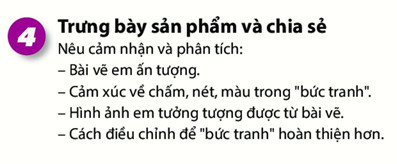 4 Trưng bày sản phẩm và chia sẻ
Nêu cảm nhận và phân tích:
– Bài vẽ em ấn tượng.
– Cảm xúc về chấm, nét, màu trong "bức tranh".
– Hình ảnh em tưởng tượng được từ bài vẽ.
– Cách điều chỉnh để "bức tranh" hoàn thiện hơn.